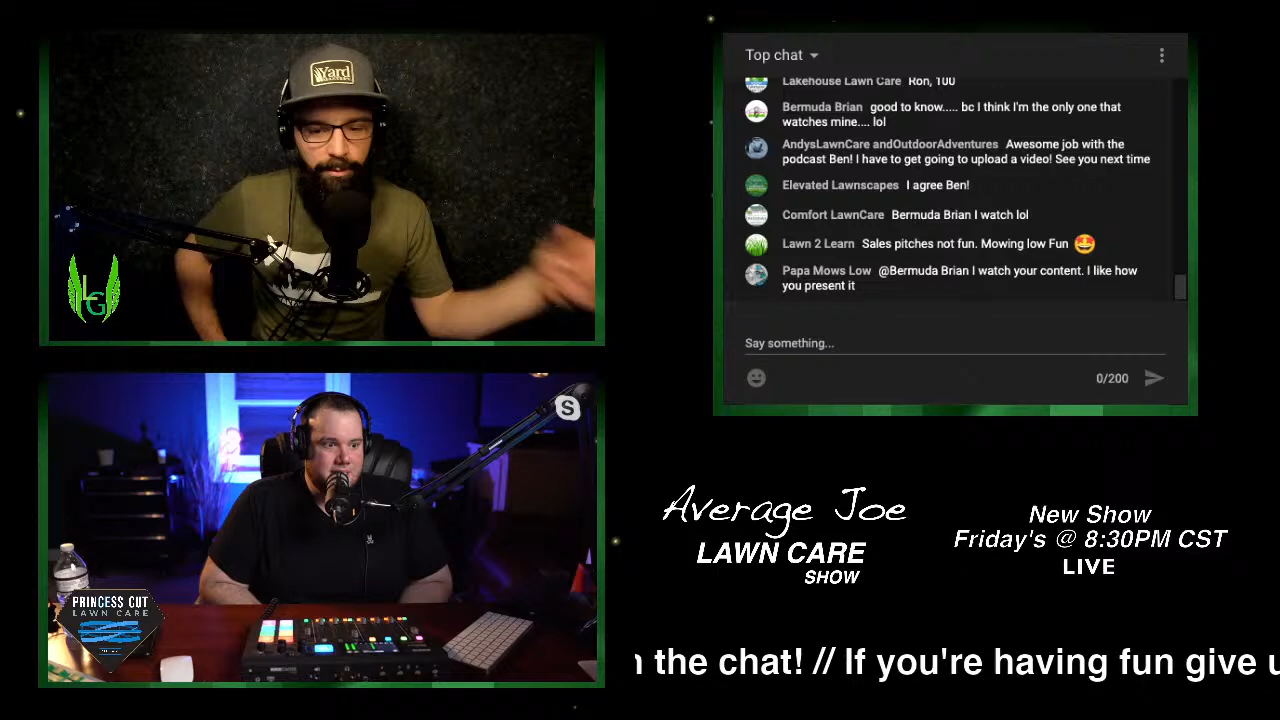 Yard
LG
S
PRINCESS CUT
LAWN CARE
Top chat
Lakehouse Lawn Care Ron, 100
Bermuda Brian good to know..... bc I think I'm the only one that
watches mine.... lol
AndysLawnCare andOutdoorAdventures Awesome job with the
podcast Ben! I have to get going to upload a video! See you next time
Elevated Lawnscapes I agree Ben!
Comfort LawnCare Bermuda Brian I watch lol
Lawn 2 Learn Sales pitches not fun. Mowing low Fun 🤩
Papa Mows Low @Bermuda Brian I watch your content. I like how
you present it
Say something...
0/200
Average Joe
LAWN CARE
SHOW
New Show
Friday's @ 8:30PM CST
LIVE
the chat! // If you're having fun give